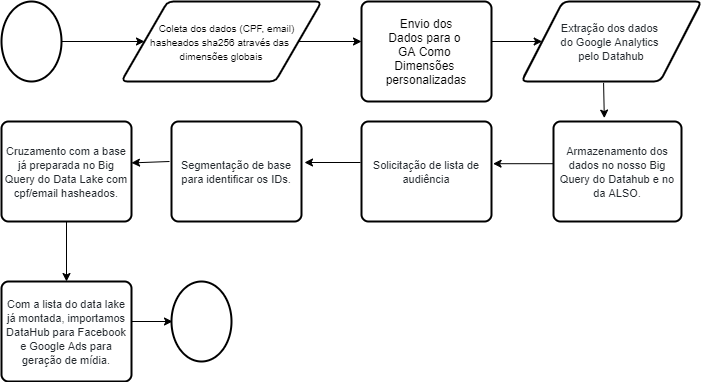 Coleta dos dados (CPF, email)
hasheados sha256 através das
dimensões globais
Envio dos
Dados para o
GA Como
Dimensões
personalizadas
Extração dos dados
do Google Analytics
pelo Datahub
Cruzamento com a base
já preparada no Big
Query do Data Lake com
cpf/email hasheados.
Segmentação de base
para identificar os IDs.
Solicitação de lista de
audiência
Armazenamento dos
dados no nosso Big
Query do Datahub e no
da ALSO.
Com a lista do data lake
já montada, importamos
DataHub para Facebook
e Google Ads para
geração de mídia.